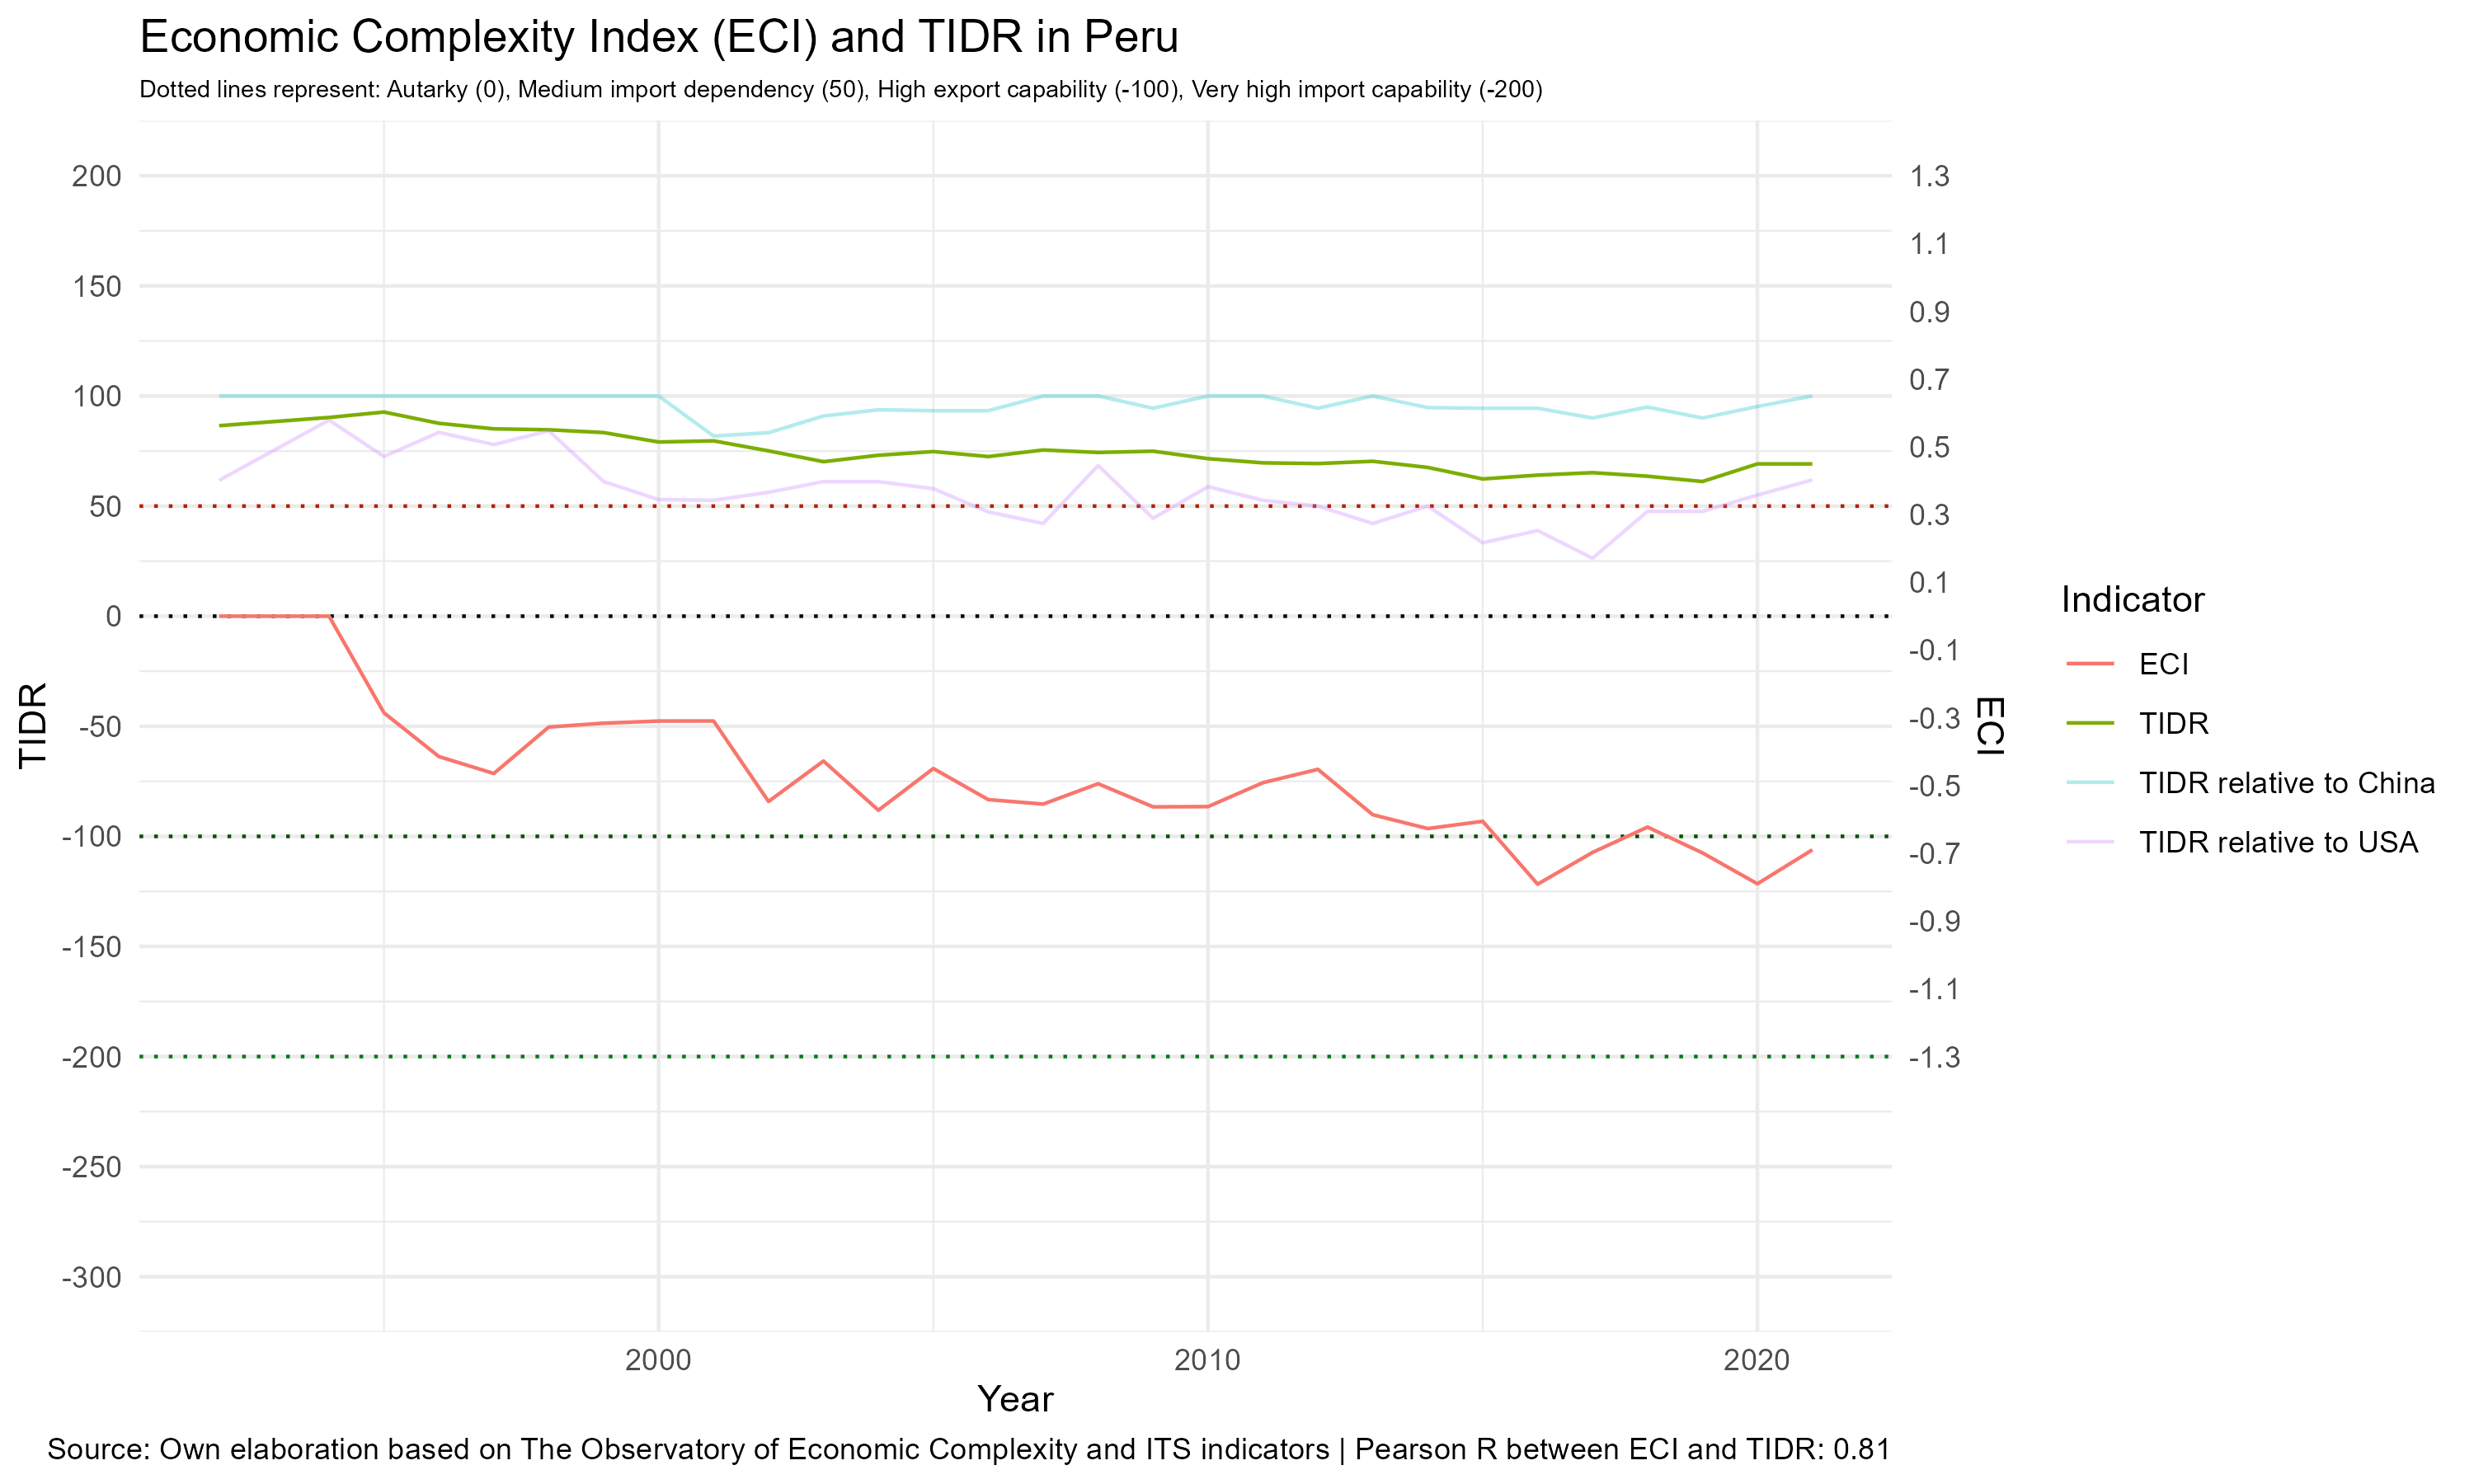 Economic Complexity Index (ECI) and TIDR in Peru
Dotted lines represent: Autarky (0), Medium import dependency (50), High export capability (-100), Very high import capability (-200)
200
150
100
50
0
-50
-100
-150
-200
-250
-300
TIDR
1.3
1.1
0.9
0.7
0.5
0.3
0.1
-0.1
-0.3
-0.5
-0.7
-0.9
-1.1
-1.3
ECI
Indicator
ECI
TIDR
TIDR relative to China
TIDR relative to USA
2000 2010 2020
Year
Source: Own elaboration based on The Observatory of Economic Complexity and ITS indicators | Pearson R between ECI and TIDR: 0.81